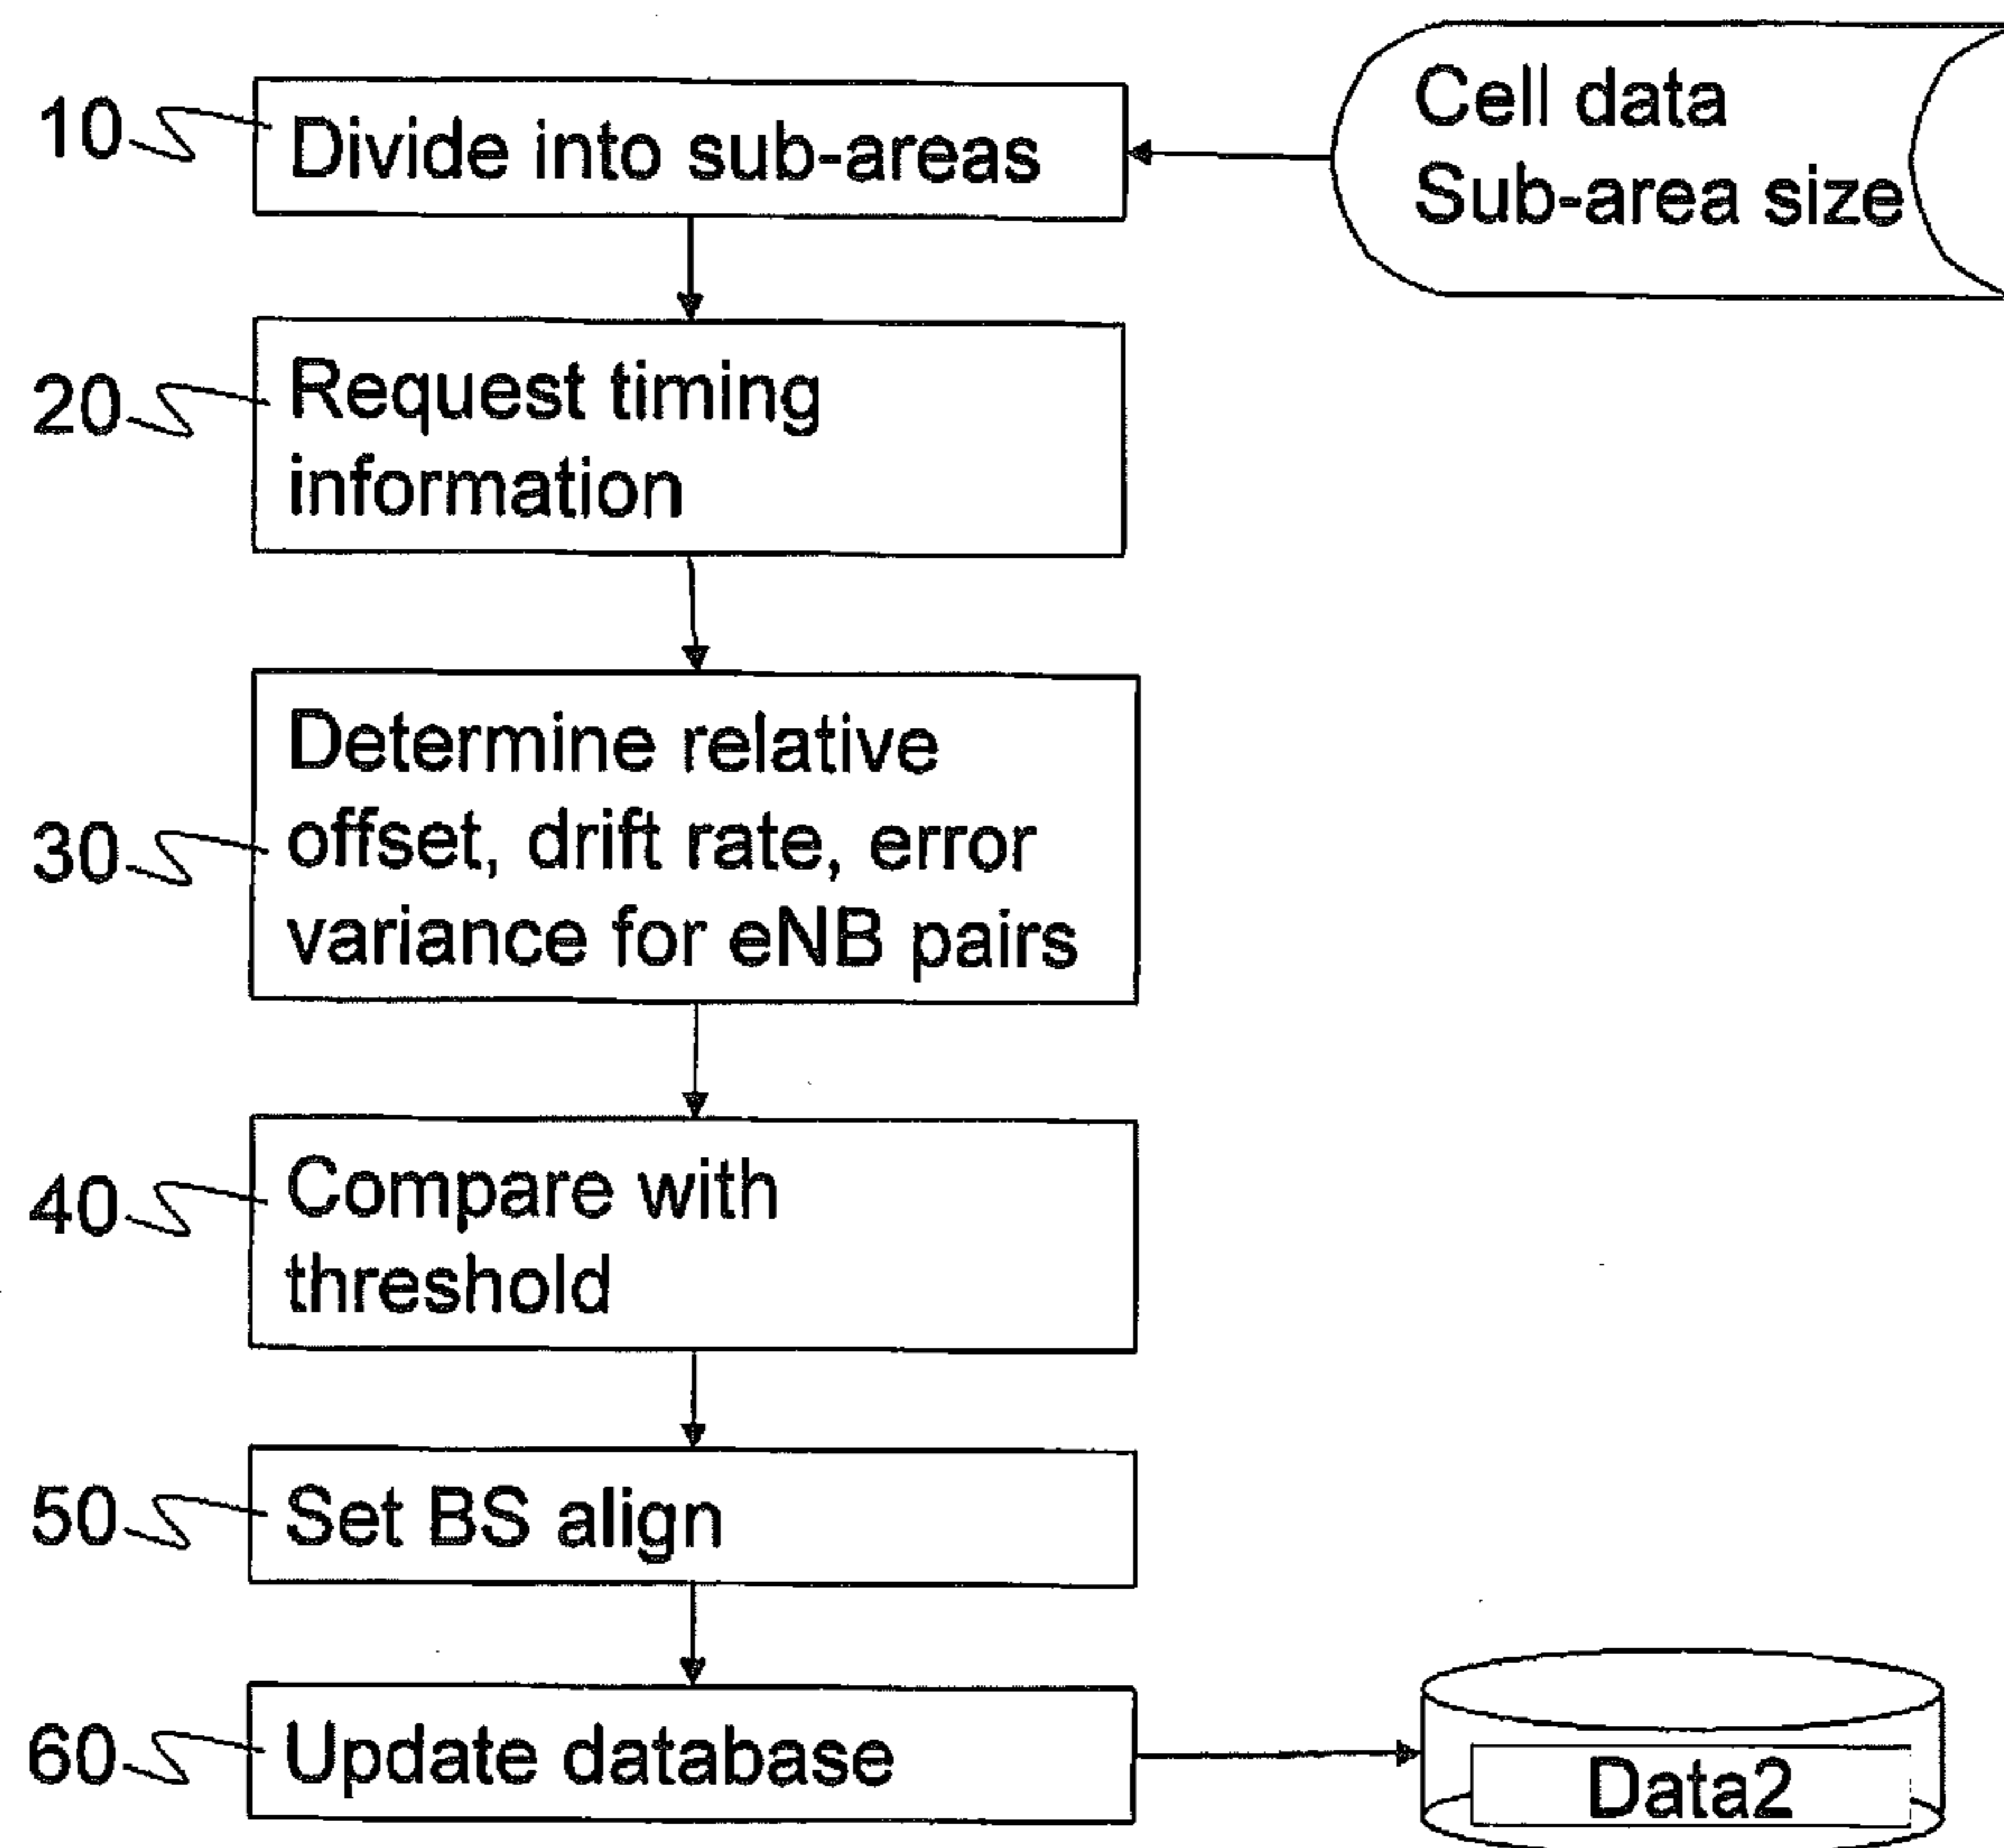 10
Divide into sub-areas
Cell data
Sub-area size
20
Request timing
information
30
Determine relative
offset, drift rate, error
variance for eNB pairs
40
Compare with
threshold
50
Set BS align
60
Update database
Data2